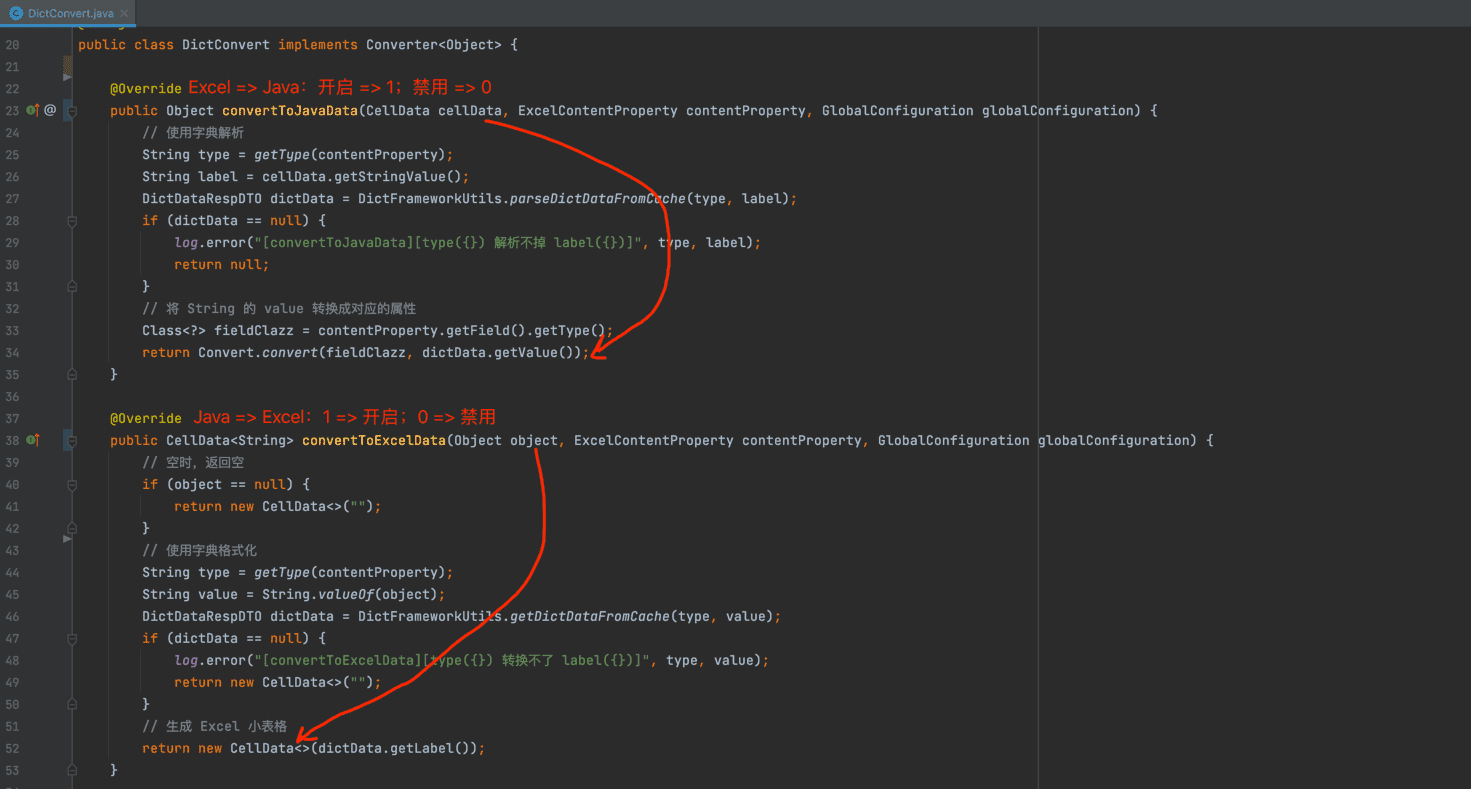 DictConvert.java
20 public class DictConvert implements Converter<Object> {
21
22 @Override Excel => Java：开启 => 1；禁用 => 0
23 @ public Object convertToJavaData(CellData cellData, ExcelContentProperty contentProperty, GlobalConfiguration globalConfiguration) {
24 // 使用字典解析
25 String type = getType(contentProperty);
26 String label = cellData.getStringValue();
27 DictDataRespDTO dictData = DictFrameworkUtils.parseDictDataFromCache(type, label);
28 if (dictData == null) {
29 log.error("[convertToJavaData][type({}) 解析不掉 label({})]", type, label);
30 return null;
31 }
32 // 将 String 的 value 转换成对应的属性
33 Class<?> fieldClazz = contentProperty.getField().getType();
34 return Convert.convert(fieldClazz, dictData.getValue());
35 }
36
37 @Override Java => Excel：1 => 开启；0 => 禁用
38 public CellData<String> convertToExcelData(Object object, ExcelContentProperty contentProperty, GlobalConfiguration globalConfiguration) {
39 // 空时，返回空
40 if (object == null) {
41 return new CellData<>("");
42 }
43 // 使用字典格式化
44 String type = getType(contentProperty);
45 String value = String.valueOf(object);
46 DictDataRespDTO dictData = DictFrameworkUtils.getDictDataFromCache(type, value);
47 if (dictData == null) {
48 log.error("[convertToExcelData][type({}) 转换不了 label({})]", type, value);
49 return new CellData<>("");
50 }
51 // 生成 Excel 小表格
52 return new CellData<>(dictData.getLabel());
53 }